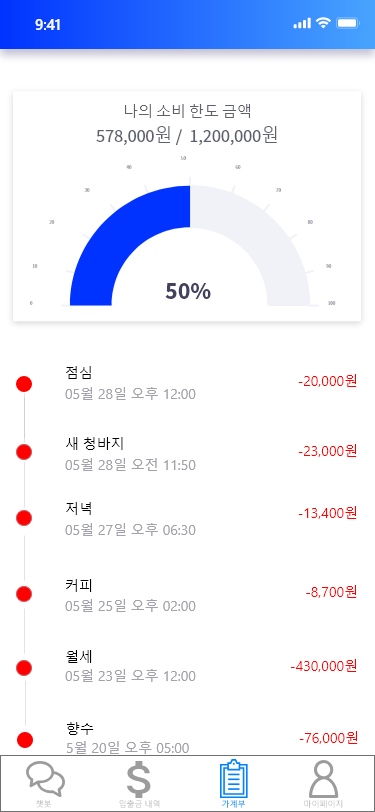 9:41
나의 소비 한도 금액
578,000원 / 1,200,000원
0
10
20
30
40
50
60
70
80
90
100
50%
점심
-20,000원
05월 28일 오후 12:00
새 청바지
-23,000원
05월 28일 오전 11:50
저녁
-13,400원
05월 27일 오후 06:30
커피
-8,700원
05월 25일 오후 02:00
월세
-430,000원
05월 23일 오후 12:00
향수
-76,000원
5월 20일 오후 05:00
챗봇
입출금 내역
가계부
마이페이지